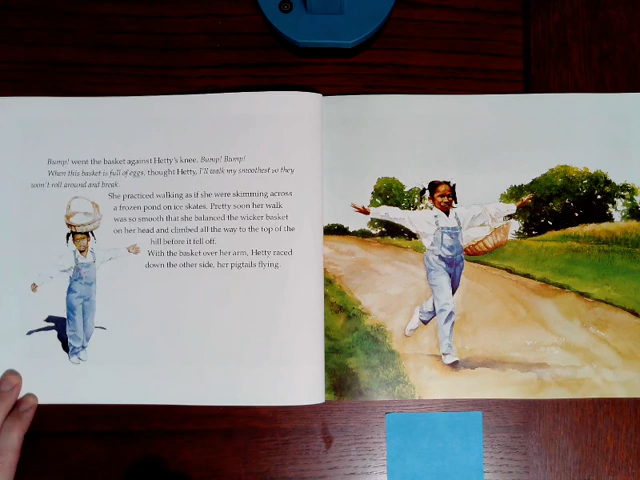 Bump! went the basket against Hetty's knee. Bump! Bump!
When this basket is full of eggs, thought Hetty, I'll walk my smoothest so they
won't roll around and break.
She practiced walking as if she were skimming across
a frozen pond on ice skates. Pretty soon her walk
was so smooth that she balanced the wicker basket
on her head and climbed all the way to the top of the
hill before it fell off.
With the basket over her arm, Hetty raced
down the other side, her pigtails flying.